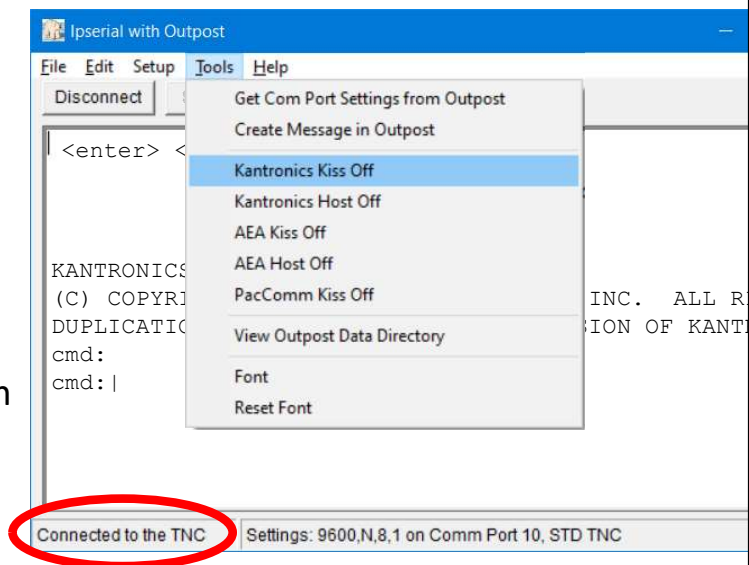 Ipserial with Outpost
File Edit Setup Tools Help
Disconnect
Get Com Port Settings from Outpost
Create Message in Outpost
Kantronics Kiss Off
Kantronics Host Off
AEA Kiss Off
AEA Host Off
PacComm Kiss Off
View Outpost Data Directory
Font
Reset Font
<enter> <
KANTRONICS
(C) COPYRI INC. ALL R
DUPLICATIO SION OF KANT
cmd:
cmd:|
n
Connected to the TNC Settings: 9600,N,8,1 on Comm Port 10, STD TNC